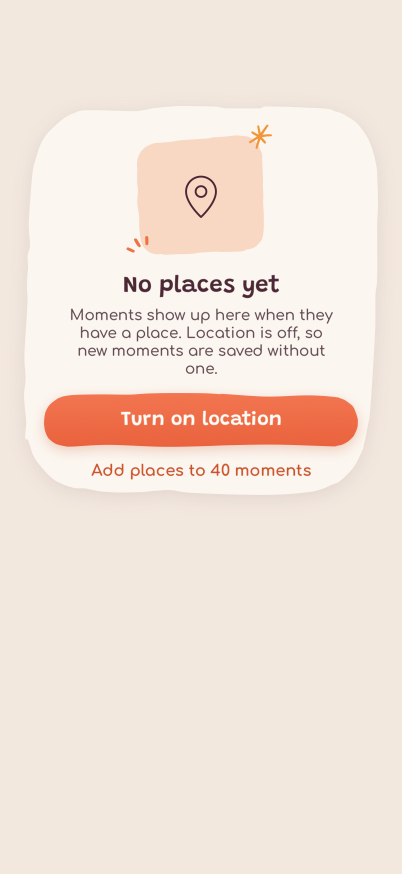 No places yet
Moments show up here when they
have a place. Location is off, so
new moments are saved without
one.
Turn on location
Add places to 40 moments